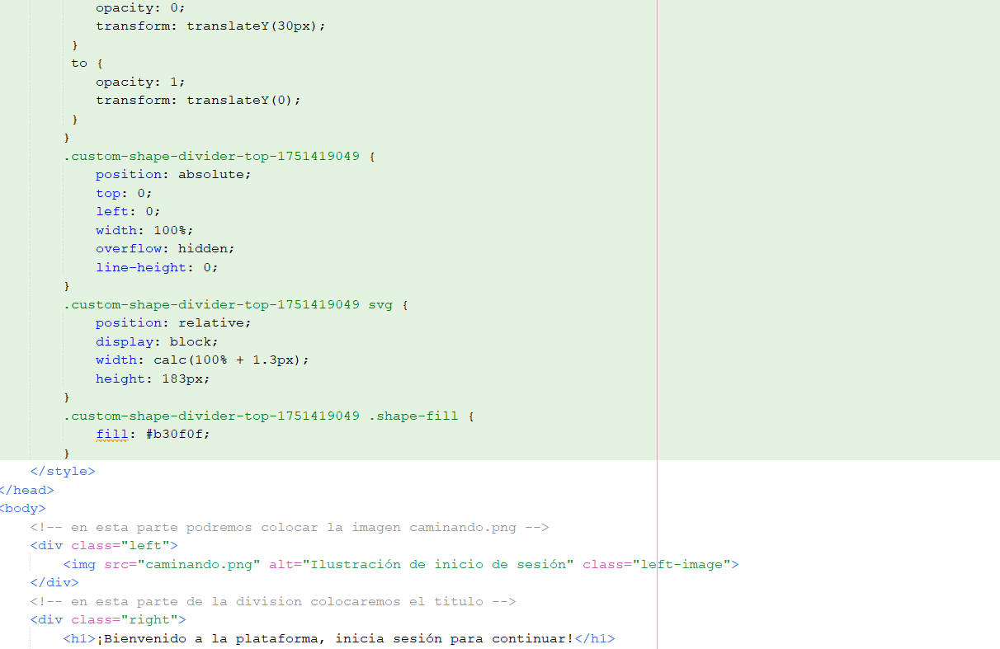 opacity: 0;
transform: translateY(30px);
}
to {
opacity: 1;
transform: translateY(0);
}
}
.custom-shape-divider-top-1751419049 {
position: absolute;
top: 0;
left: 0;
width: 100%;
overflow: hidden;
line-height: 0;
}
.custom-shape-divider-top-1751419049 svg {
position: relative;
display: block;
width: calc(100% + 1.3px);
height: 183px;
}
.custom-shape-divider-top-1751419049 .shape-fill {
fill: #b30f0f;
}
</style>
</head>
<body>
<!-- en esta parte podremos colocar la imagen caminando.png -->
<div class="left">
<img src="caminando.png" alt="Ilustración de inicio de sesión" class="left-image">
</div>
<!-- en esta parte de la division colocaremos el titulo -->
<div class="right">
<h1>¡Bienvenido a la plataforma, inicia sesión para continuar!</h1>